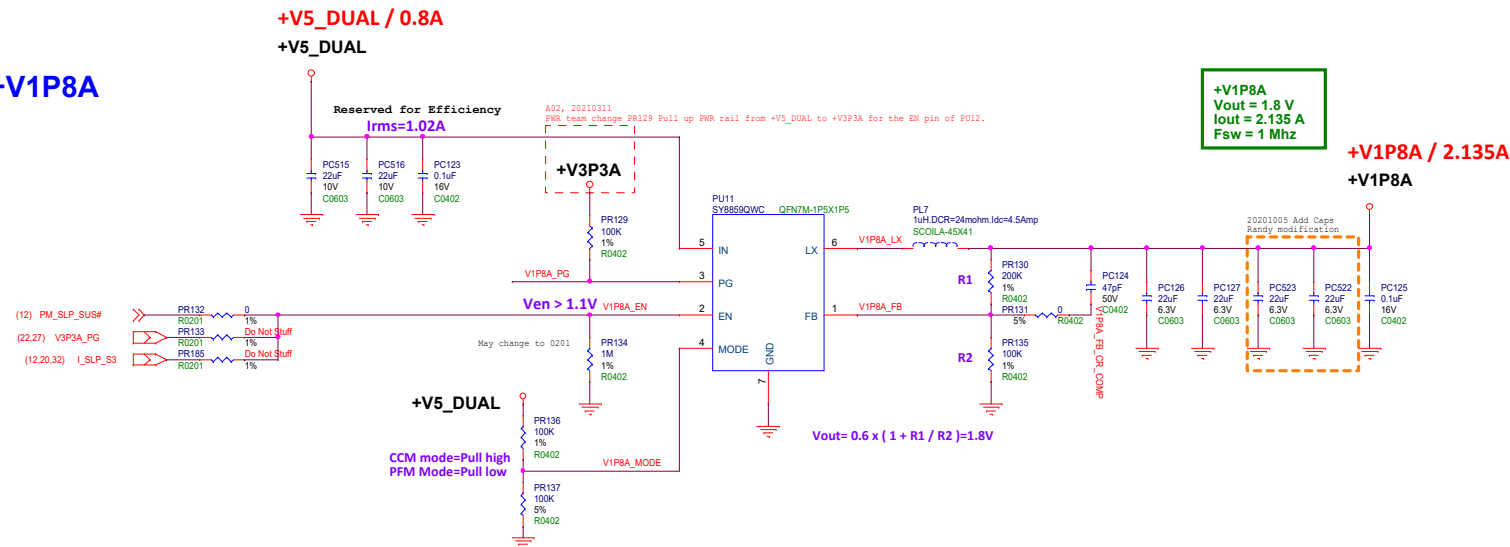 +V5_DUAL / 0.8A
+V5_DUAL
+V1P8A
Reserved for Efficiency
Irms=1.02A
A02, 20210311
PWR team change PR129 Pull up PWR rail from +V5_DUAL to +V3P3A for the EN pin of PU12.
+V1P8A
Vout = 1.8 V
Iout = 2.135 A
Fsw = 1 Mhz
+V1P8A / 2.135A
+V1P8A
PC515
22uF
10V
C0603
PC516
22uF
10V
C0603
PC123
0.1uF
16V
C0402
+V3P3A
PR129
100K
1%
R0402
PU11
SY8859QWC
QFN7M-1P5X1P5
5
IN
3
PG
2
EN
4
MODE
LX
6
FB
1
GND
7
PL7
1uH.DCR=24mohm.Idc=4.5Amp
SCOILA-45X41
V1P8A_LX
V1P8A_FB
V1P8A_PG
Ven > 1.1V
V1P8A_EN
R1
PR130
200K
1%
R0402
PR131
5%
0
R0402
R2
PR135
100K
1%
R0402
PC124
47pF
50V
C0402
V1P8A_FB_CR_COMP
PC126
22uF
6.3V
C0603
PC127
22uF
6.3V
C0603
20201005 Add Caps
Randy modification
PC523
22uF
6.3V
C0603
PC522
22uF
6.3V
C0603
PC125
0.1uF
16V
C0402
(12) PM_SLP_SUS#
PR132
R0201
0
1%
(22,27) V3P3A_PG
PR133
R0201
Do Not Stuff
1%
(12,20,32) I_SLP_S3
PR185
R0201
Do Not Stuff
1%
May change to 0201
PR134
1M
1%
R0402
+V5_DUAL
PR136
100K
1%
R0402
CCM mode=Pull high
PFM Mode=Pull low
V1P8A_MODE
PR137
100K
5%
R0402
Vout= 0.6 x ( 1 + R1 / R2 )=1.8V